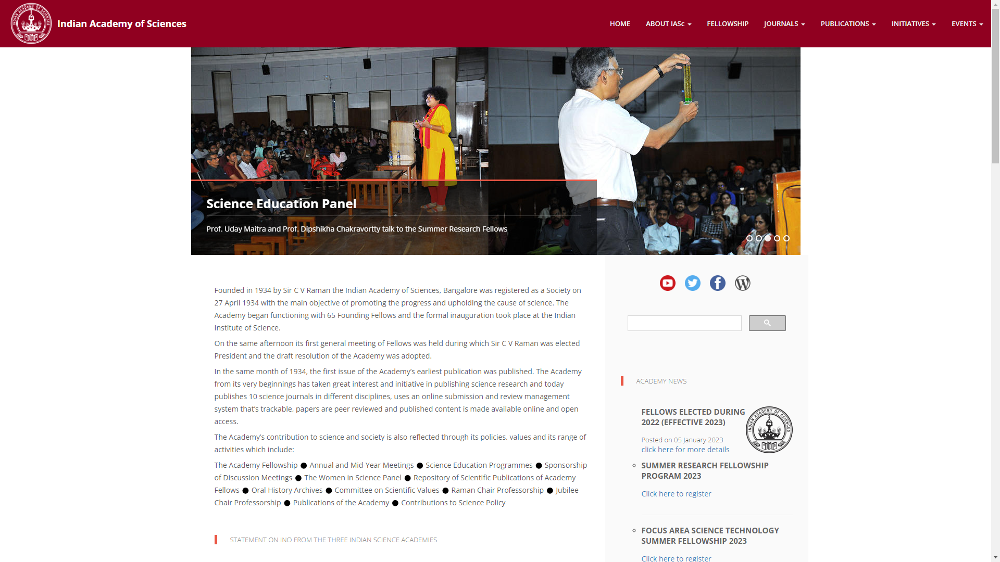 Indian Academy of Sciences
HOME
ABOUT IASc
FELLOWSHIP
JOURNALS
PUBLICATIONS
INITIATIVES
EVENTS
Science Education Panel
Prof. Uday Maitra and Prof. Dipshikha Chakravortty talk to the Summer Research Fellows
Founded in 1934 by Sir C V Raman the Indian Academy of Sciences, Bangalore was registered as a Society on
27 April 1934 with the main objective of promoting the progress and upholding the cause of science. The
Academy began functioning with 65 Founding Fellows and the formal inauguration took place at the Indian
Institute of Science.
On the same afternoon its first general meeting of Fellows was held during which Sir C V Raman was elected
President and the draft resolution of the Academy was adopted.
In the same month of 1934, the first issue of the Academy’s earliest publication was published. The Academy
from its very beginnings has taken great interest and initiative in publishing science research and today
publishes 10 science journals in different disciplines, uses an online submission and review management
system that’s trackable, papers are peer reviewed and published content is made available online and open
access.
The Academy’s contribution to science and society is also reflected through its policies, values and its range of
activities which include:
The Academy Fellowship ● Annual and Mid-Year Meetings ● Science Education Programmes ● Sponsorship
of Discussion Meetings ● The Women in Science Panel ● Repository of Scientific Publications of Academy
Fellows ● Oral History Archives ● Committee on Scientific Values ● Raman Chair Professorship ● Jubilee
Chair Professorship ● Publications of the Academy ● Contributions to Science Policy
STATEMENT ON INO FROM THE THREE INDIAN SCIENCE ACADEMIES
ACADEMY NEWS
FELLOWS ELECTED DURING
2022 (EFFECTIVE 2023)
INDIAN ACADEMY OF SCIENCES
Posted on 05 January 2023
click here for more details
SUMMER RESEARCH FELLOWSHIP
PROGRAM 2023
Click here to register
FOCUS AREA SCIENCE TECHNOLOGY
SUMMER FELLOWSHIP 2023
Click here to register